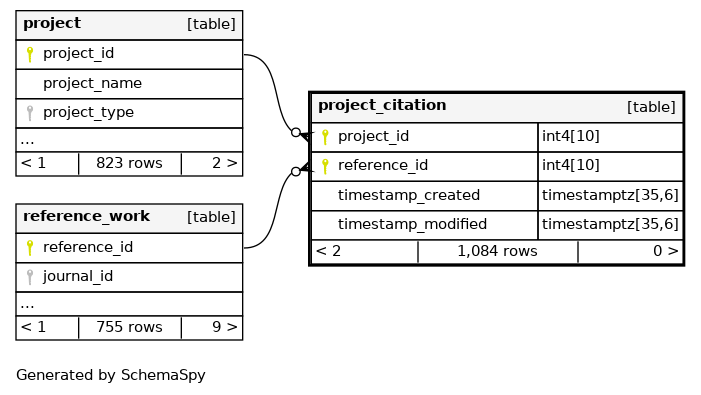 project [table]
project_id
project_name
project_type
...
< 1 823 rows 2 >
project_citation [table]
project_id int4[10]
reference_id int4[10]
timestamp_created timestamptz[35,6]
timestamp_modified timestamptz[35,6]
< 2 1,084 rows 0 >
reference_work [table]
reference_id
journal_id
...
< 1 755 rows 9 >
Generated by SchemaSpy